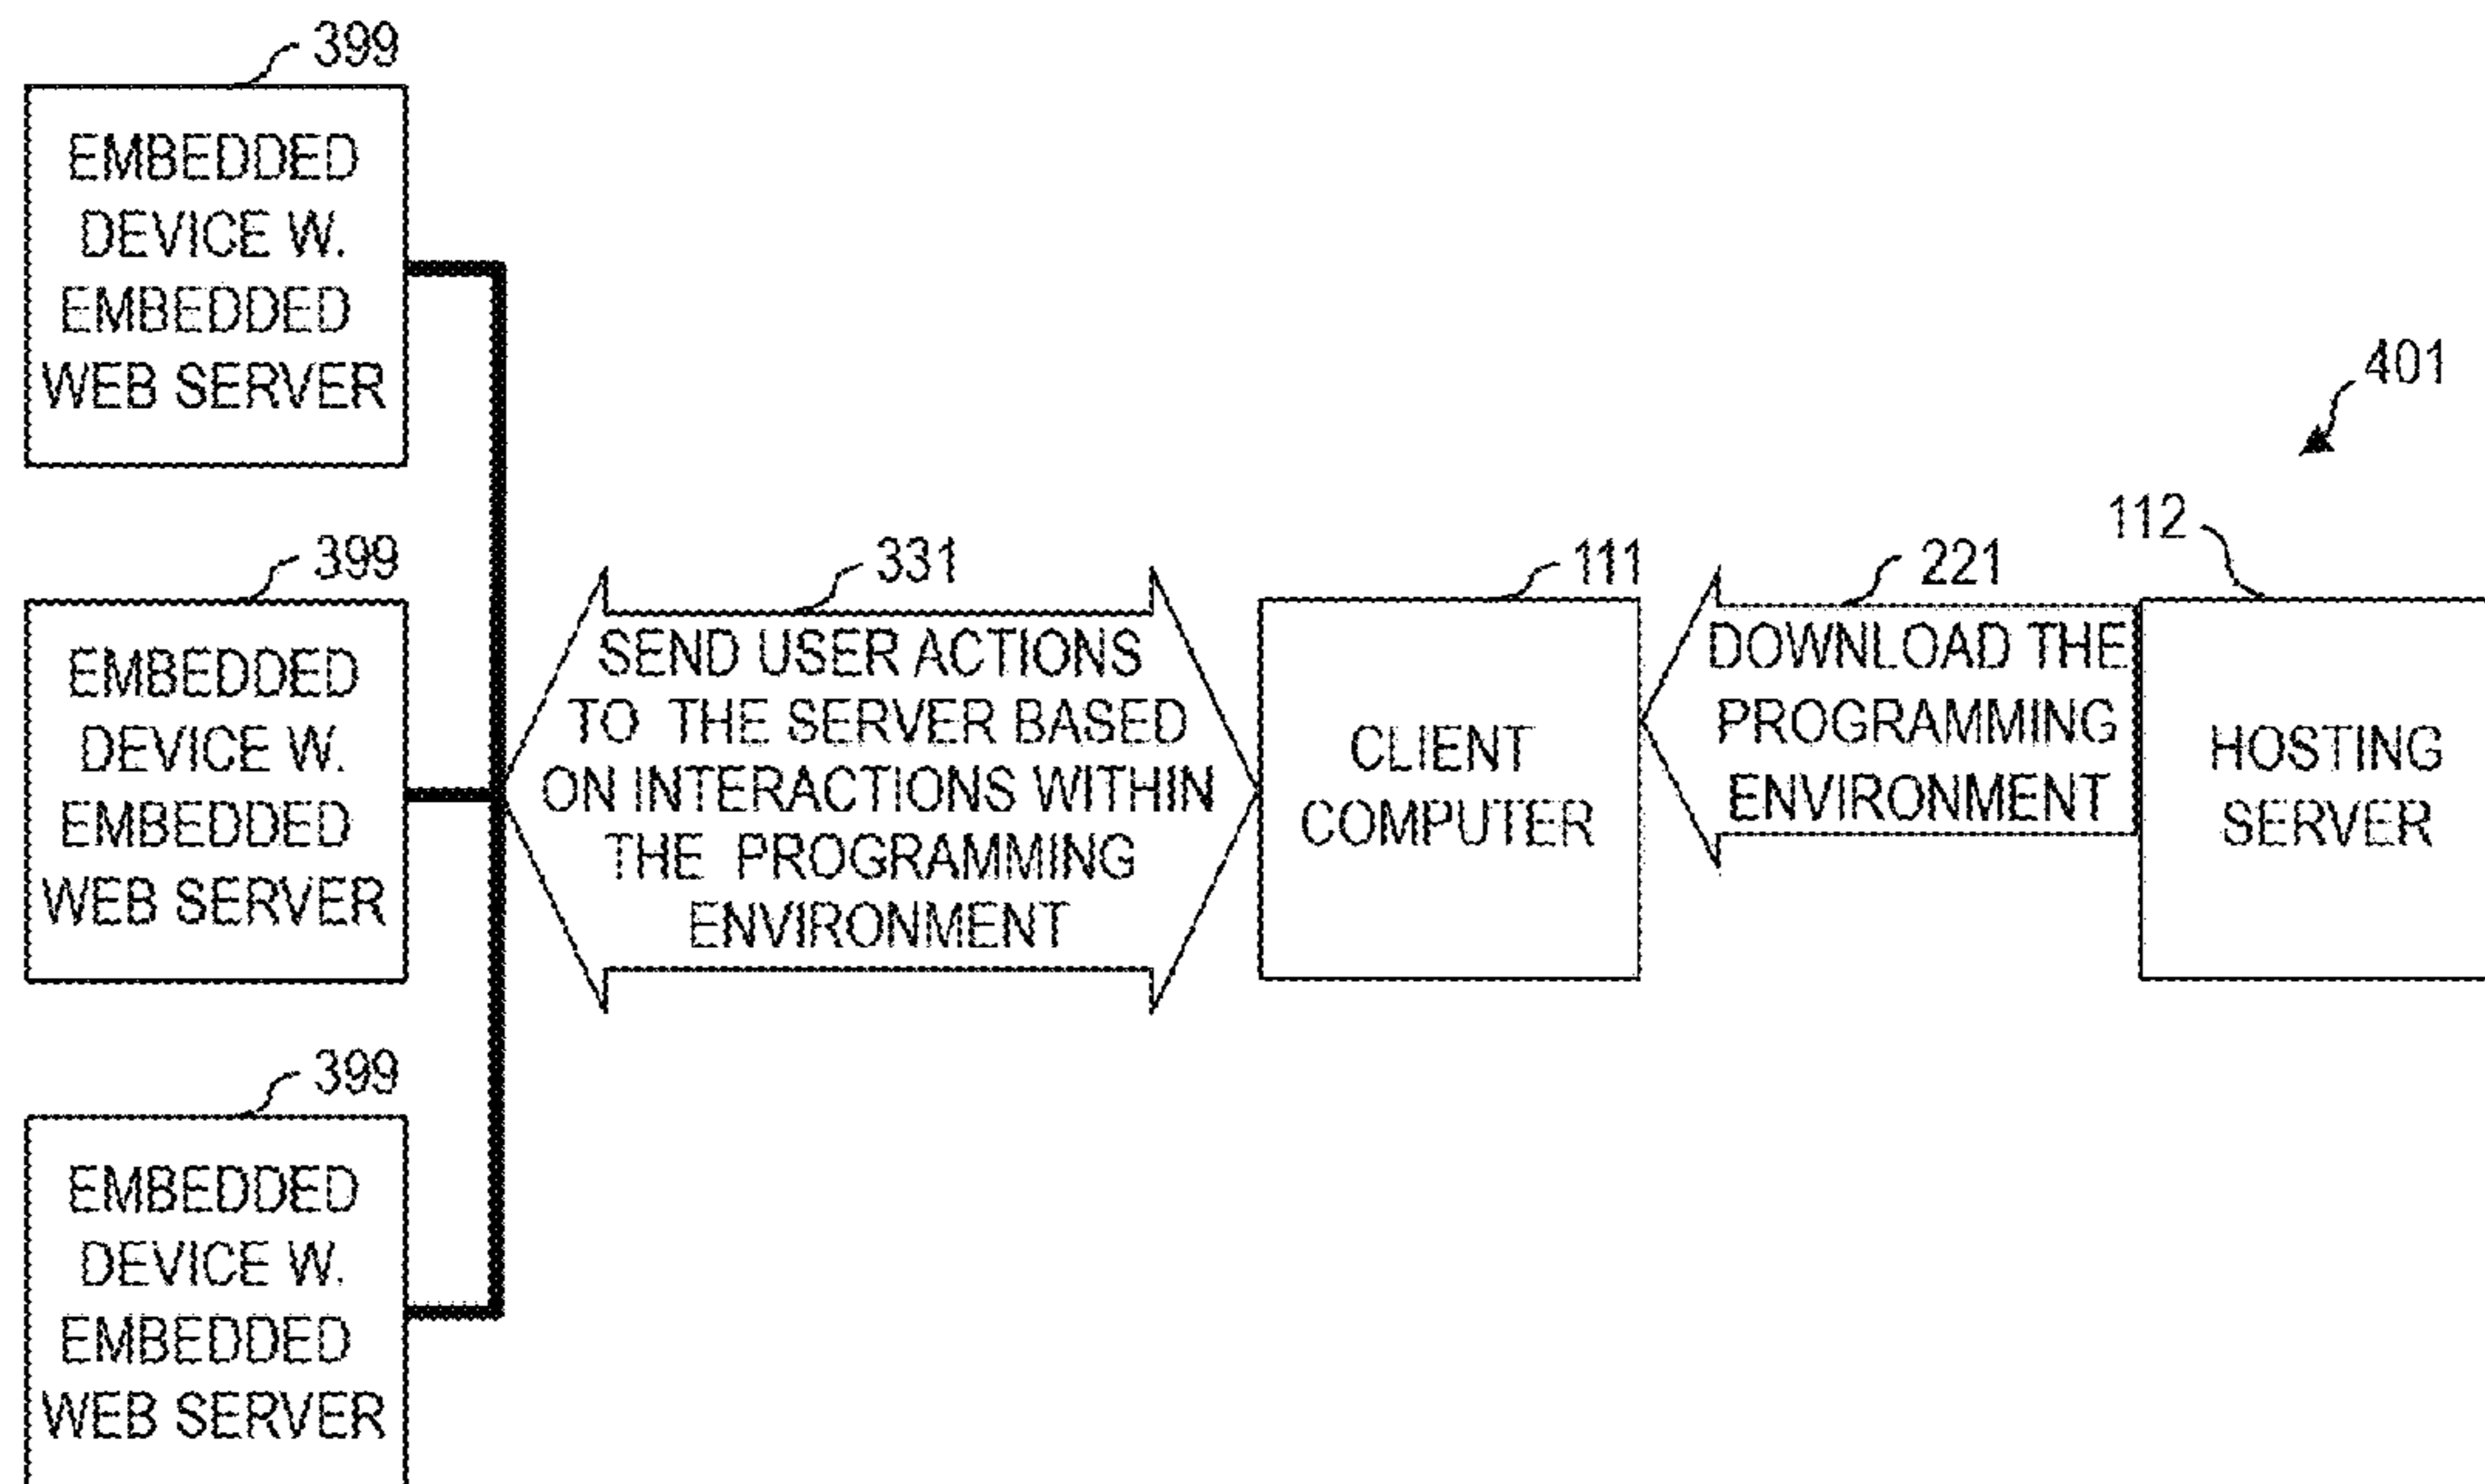 399
EMBEDDED
DEVICE W.
EMBEDDED
WEB SERVER
399
EMBEDDED
DEVICE W.
EMBEDDED
WEB SERVER
399
EMBEDDED
DEVICE W.
EMBEDDED
WEB SERVER
331
SEND USER ACTIONS
TO THE SERVER BASED
ON INTERACTIONS WITHIN
THE PROGRAMMING
ENVIRONMENT
111
CLIENT
COMPUTER
221
DOWNLOAD THE
PROGRAMMING
ENVIRONMENT
112
HOSTING
SERVER
401